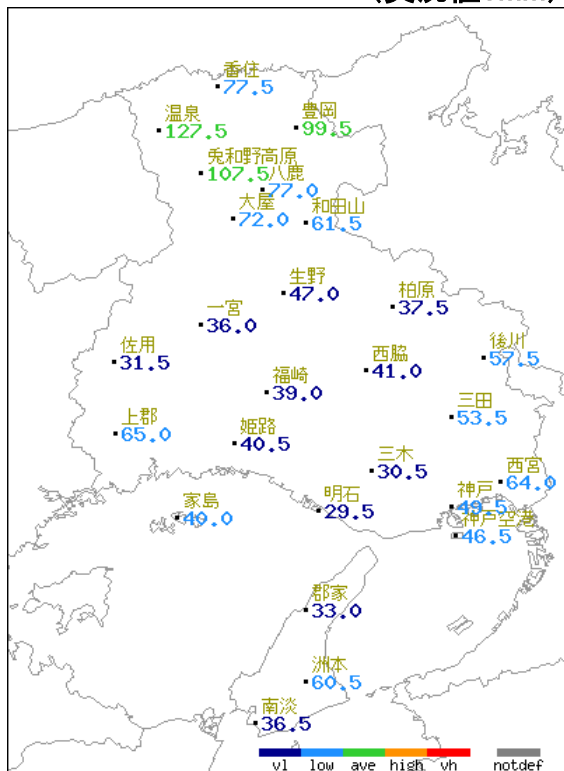 香住
77.5
温泉
127.5
豊岡
99.5
兎和野高原
107.5
八鹿
77.0
大屋
72.0
和田山
61.5
生野
47.0
柏原
37.5
一宮
36.0
佐用
31.5
西脇
41.0
後川
57.5
福崎
39.0
三田
53.5
上郡
65.0
姫路
40.5
三木
30.5
西宮
64.0
家島
40.0
明石
29.5
神戸
49.5
神戸空港
46.5
郡家
33.0
洲本
60.5
南淡
36.5
vl low ave high vh notdef